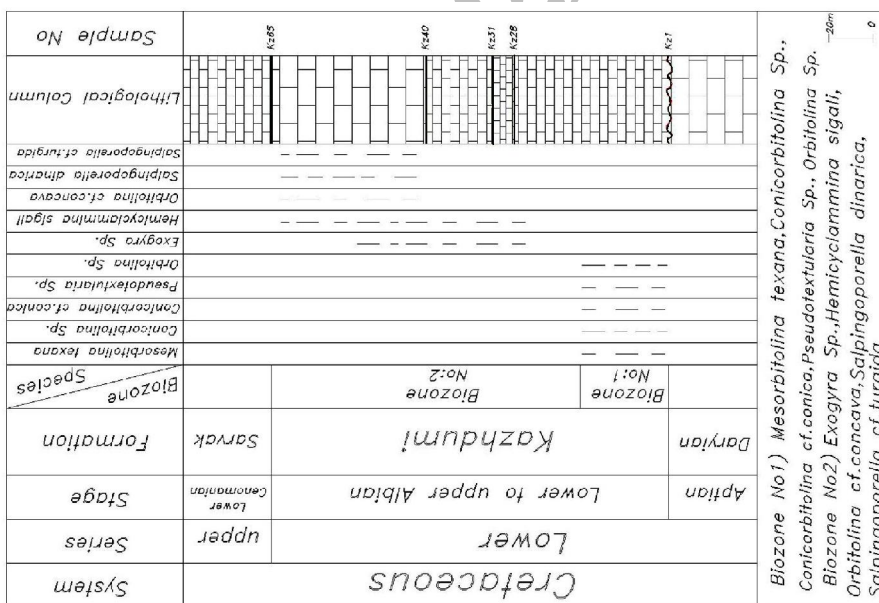 System
Cretaceous
Series
upper
Lower
Stage
Lower
Cenomanian
Lower to upper Albian
Aptian
Formation
Sarvak
Kazhdumi
Dariyan
Biozone
Species
Biozone
No:2
Biozone
No:1
Mesorbitolina texana
Conicorbitolina Sp.
Conicorbitolina cf.conica
Pseudotextularia Sp.
Orbitolina Sp.
Exogyra Sp.
Hemicyclammina sigali
Orbitolina cf.concava
Salpingoporella dinarica
Salpingoporella cf.turgida
Lithological Column
Sample No
Kz65
Kz40
Kz31
Kz28
Kz1
Biozone No1) Mesorbitolina texana,Conicorbitolina Sp.,
Conicorbitolina cf.conica,Pseudotextularia Sp., Orbitolina Sp.
Biozone No2) Exogyra Sp.,Hemicyclammina sigali,
Orbitolina cf.concava,Salpingoporella dinarica,
Salpingoporella cf.turgida
20m
0